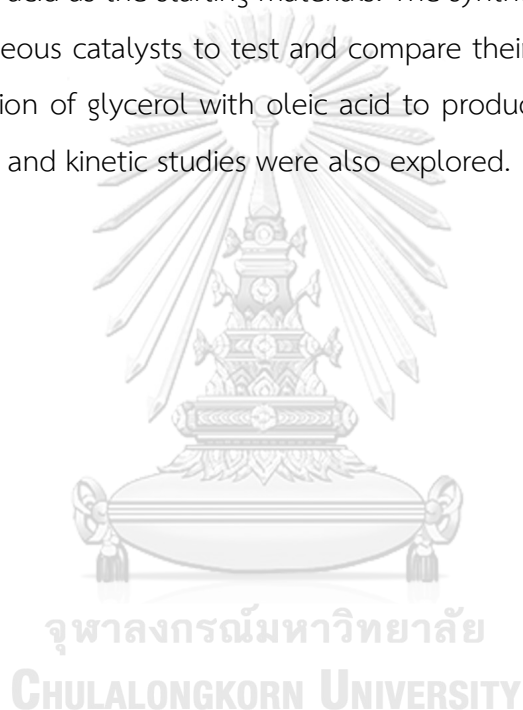 acid as the starting materials. The synth
eous catalysts to test and compare their
ion of glycerol with oleic acid to produc
and kinetic studies were also explored.
จุฬาลงกรณ์มหาวิทยาลัย
CHULALONGKORN UNIVERSITY